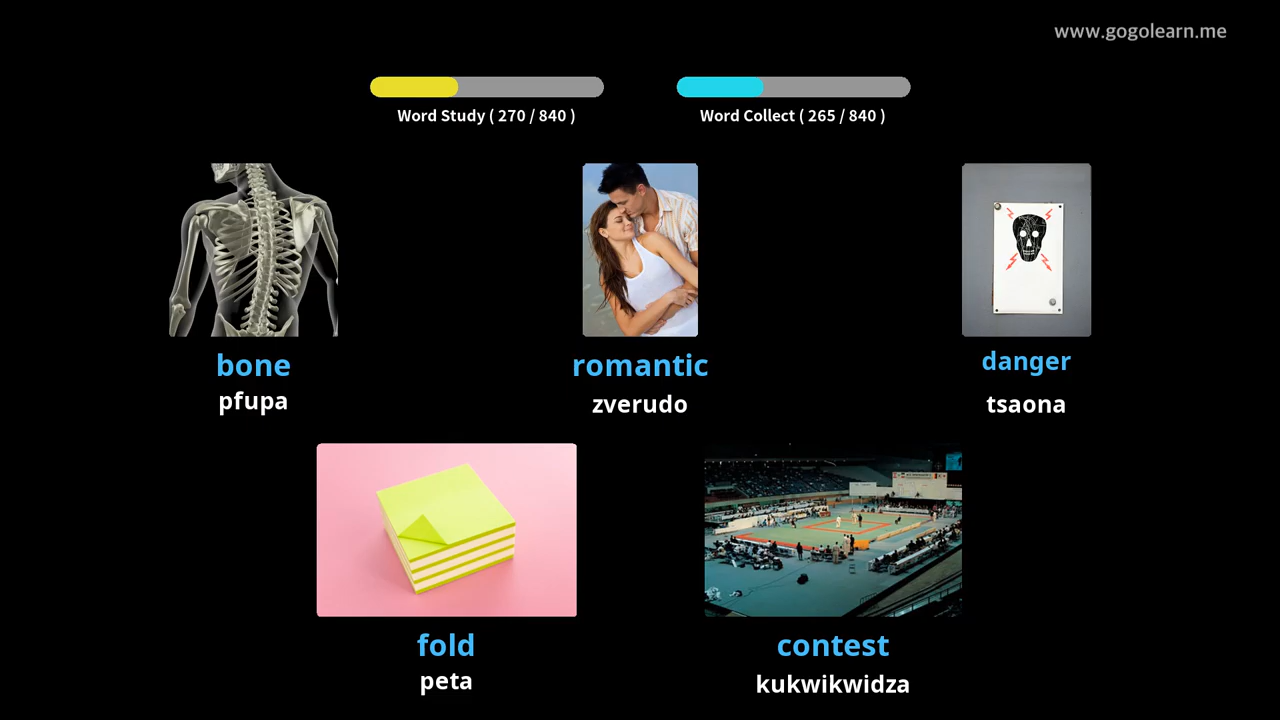 www.gogolearn.me
Word Study ( 270 / 840 )
Word Collect ( 265 / 840 )
bone
pfupa
romantic
zverudo
danger
tsaona
fold
peta
contest
kukwikwidza